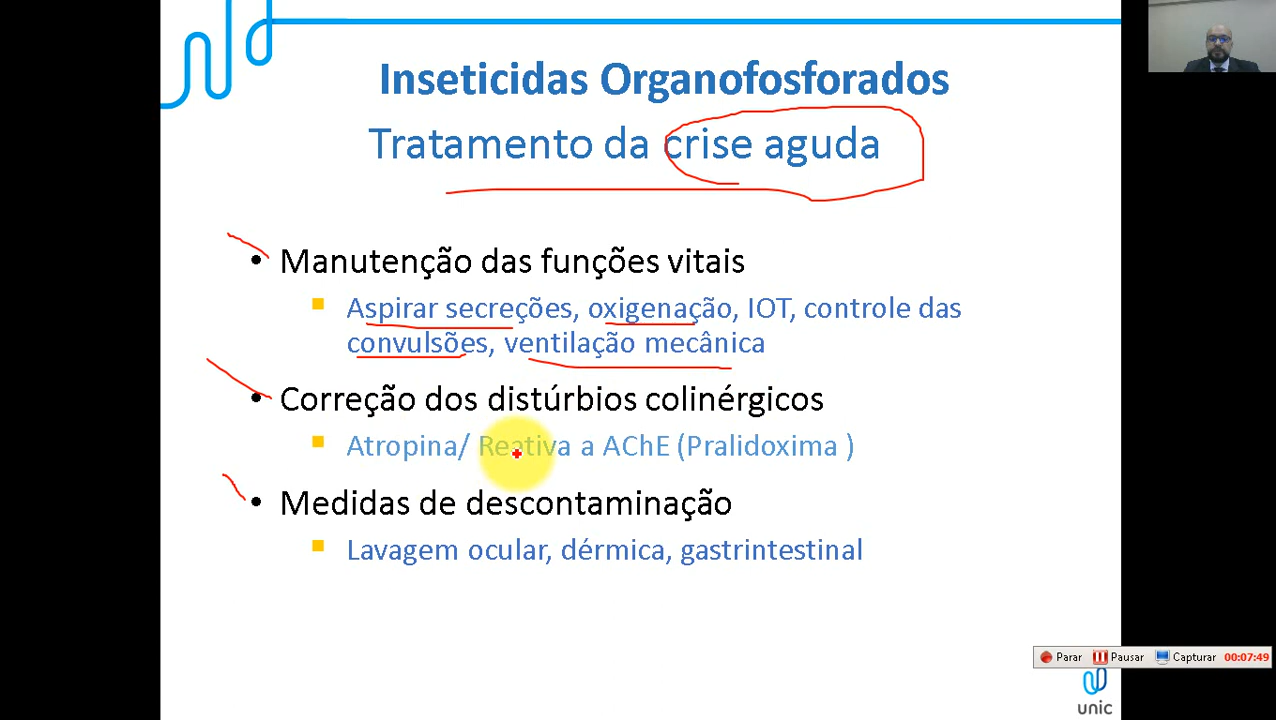 Inseticidas Organofosforados
Tratamento da crise aguda
• Manutenção das funções vitais
Aspirar secreções, oxigenação, IOT, controle das
convulsões, ventilação mecânica
• Correção dos distúrbios colinérgicos
Atropina/ Reativa a AChE (Pralidoxima )
• Medidas de descontaminação
Lavagem ocular, dérmica, gastrintestinal
Parar Pausar Capturar 00:07:49
unic